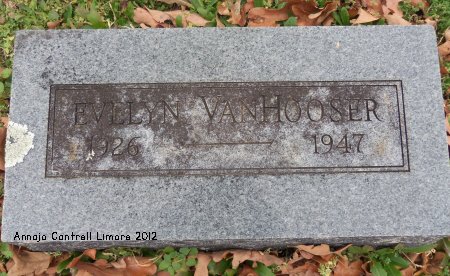 EVELYN VANHOOSER
1926 1947
Annajo Cantrell Limore 2012